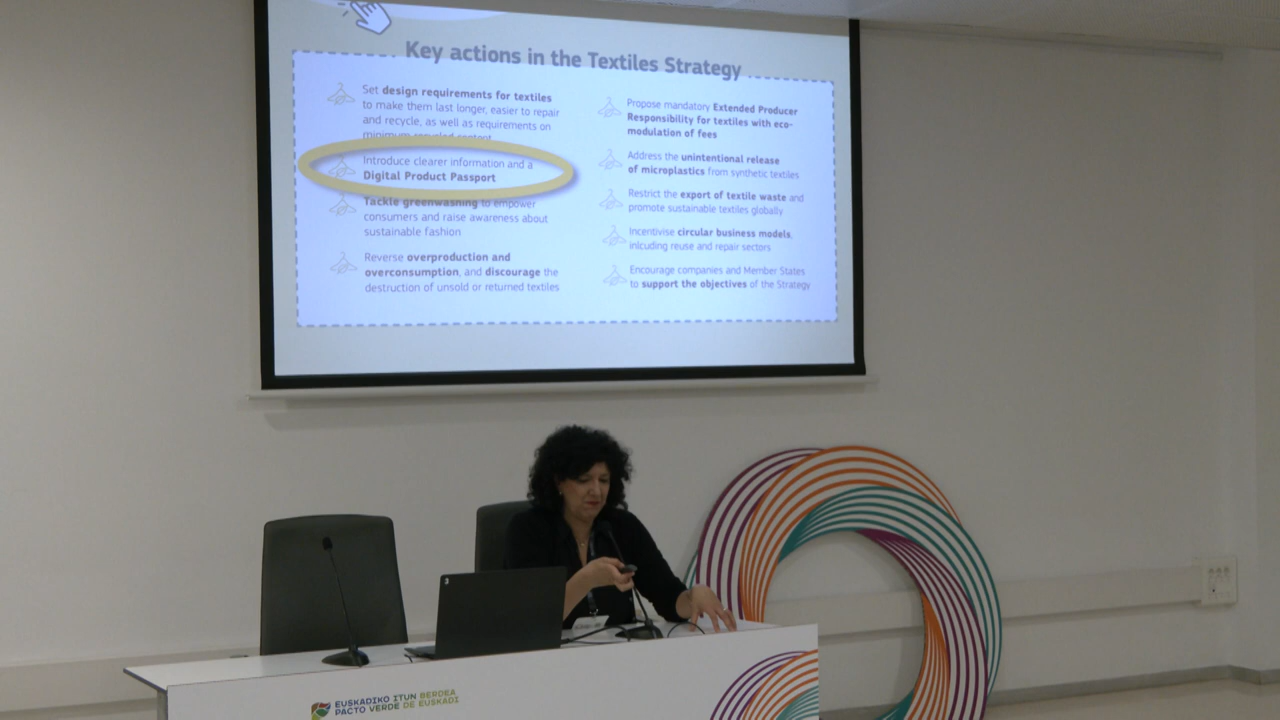 Key actions in the Textiles Strategy
Set design requirements for textiles
to make them last longer, easier to repair
and recycle, as well as requirements on
minimum recycled content
Introduce clearer information and a
Digital Product Passport
Tackle greenwashing to empower
consumers and raise awareness about
sustainable fashion
Reverse overproduction and
overconsumption, and discourage the
destruction of unsold or returned textiles
Propose mandatory Extended Producer
Responsibility for textiles with eco-
modulation of fees
Address the unintentional release
of microplastics from synthetic textiles
Restrict the export of textile waste and
promote sustainable textiles globally
Incentivise circular business models,
inlcuding reuse and repair sectors
Encourage companies and Member States
to support the objectives of the Strategy
3
EUSKADIKO ITUN BERDEA
PACTO VERDE DE EUSKADI